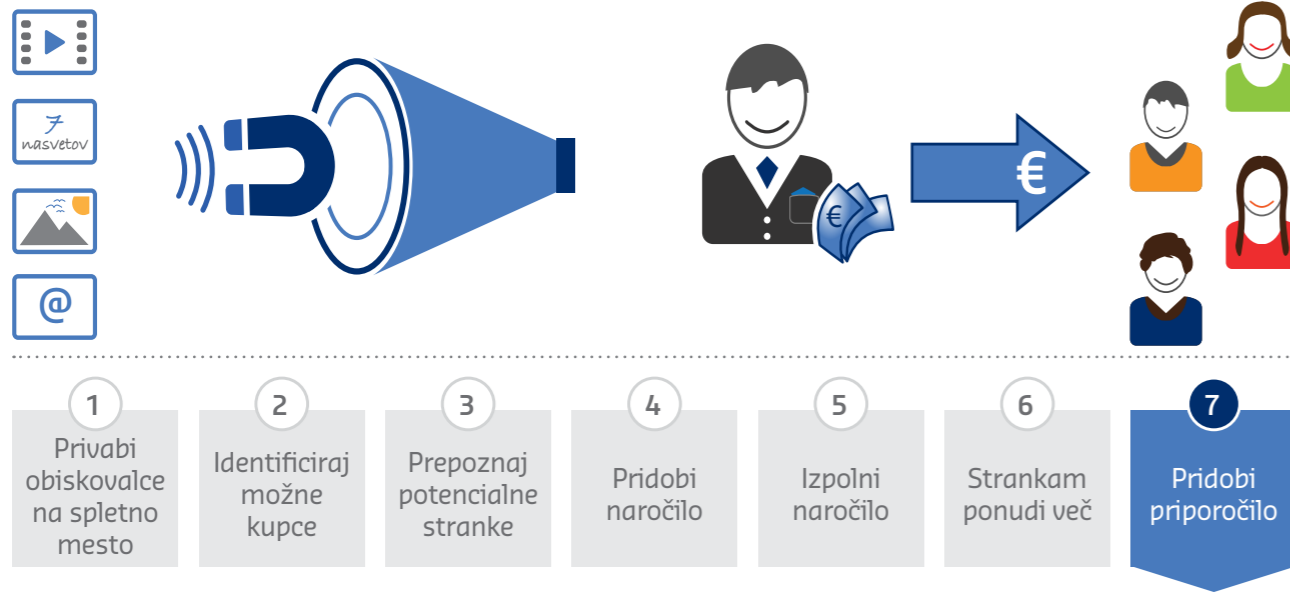 7
nasvetov
@
€
€
1
Privabi
obiskovalce
na spletno
mesto
2
Identificiraj
možne
kupce
3
Prepoznaj
potencialne
stranke
4
Pridobi
naročilo
5
Izpolni
naročilo
6
Strankam
ponudi več
7
Pridobi
priporočilo